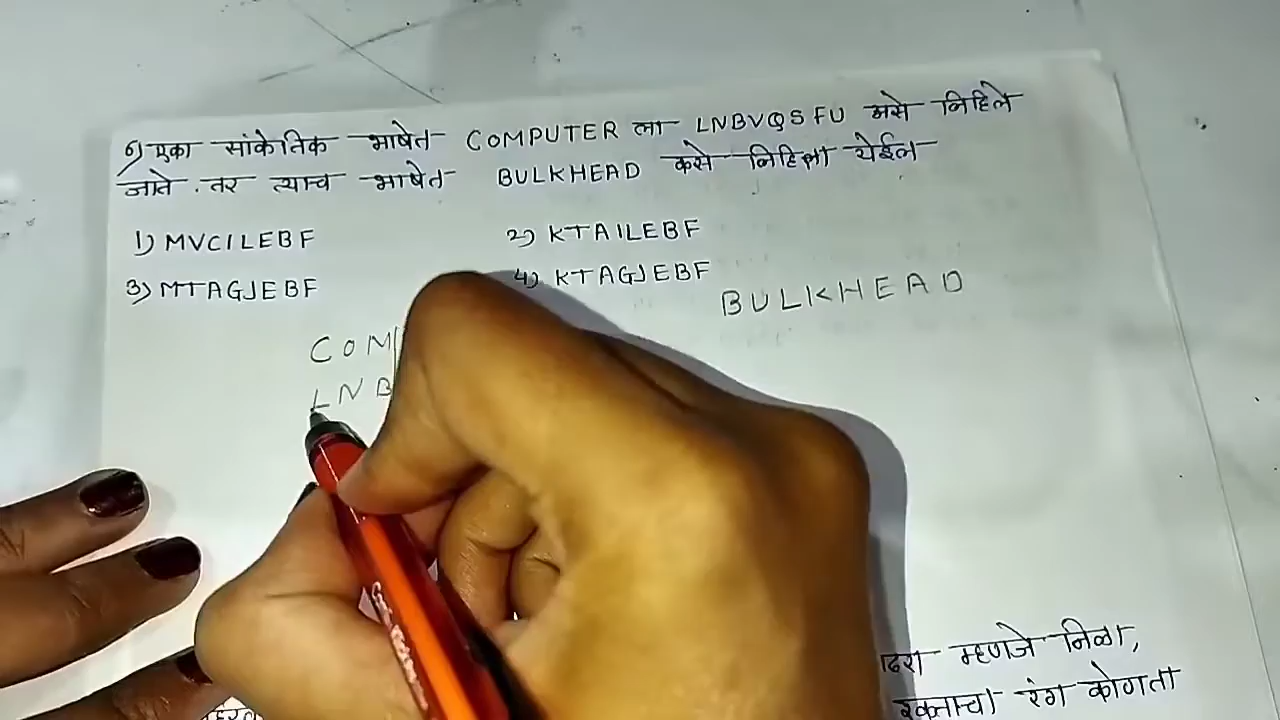 6) एका सांकेतिक भाषेत COMPUTER ला LNBVQSFU असे लिहिले
जाते . तर त्याच भाषेत BULKHEAD कसे लिहिला येईल
1) MVCILEBF 2) KTAILEBF
3) MTAGJEBF 4) KTAGJEBF
BULKHEAD
COM
LNB
म्हणजे निळा,
रक्ताचा रंग कोणता